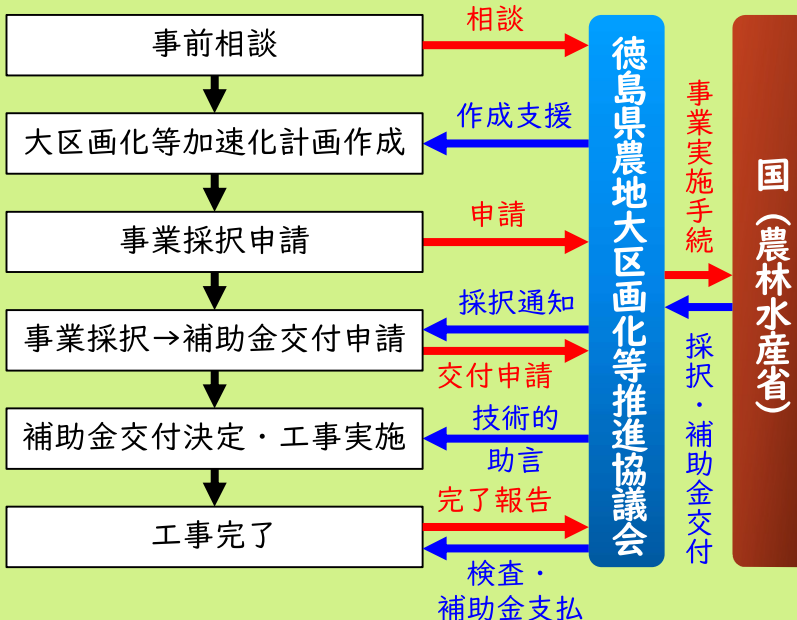 事前相談
相談
大区画化等加速化計画作成
作成支援
事業採択申請
申請
事業採択→補助金交付申請
採択通知
交付申請
補助金交付決定・工事実施
技術的
助言
工事完了
完了報告
検査・
補助金支払
徳島県農地大区画化等推進協議会
事業実施手続
採択・補助金交付
国（農林水産省）